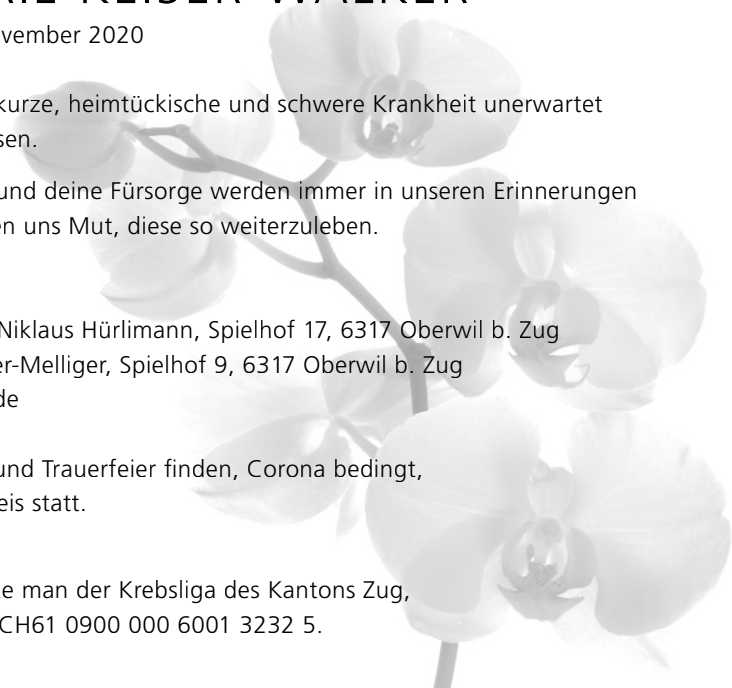 KEISER-WALKER
vember 2020
kurze, heimtückische und schwere Krankheit unerwartet
sen.
und deine Fürsorge werden immer in unseren Erinnerungen
en uns Mut, diese so weiterzuleben.
Niklaus Hürlimann, Spielhof 17, 6317 Oberwil b. Zug
er-Melliger, Spielhof 9, 6317 Oberwil b. Zug
de
und Trauerfeier finden, Corona bedingt,
eis statt.
e man der Krebsliga des Kantons Zug,
CH61 0900 000 6001 3232 5.